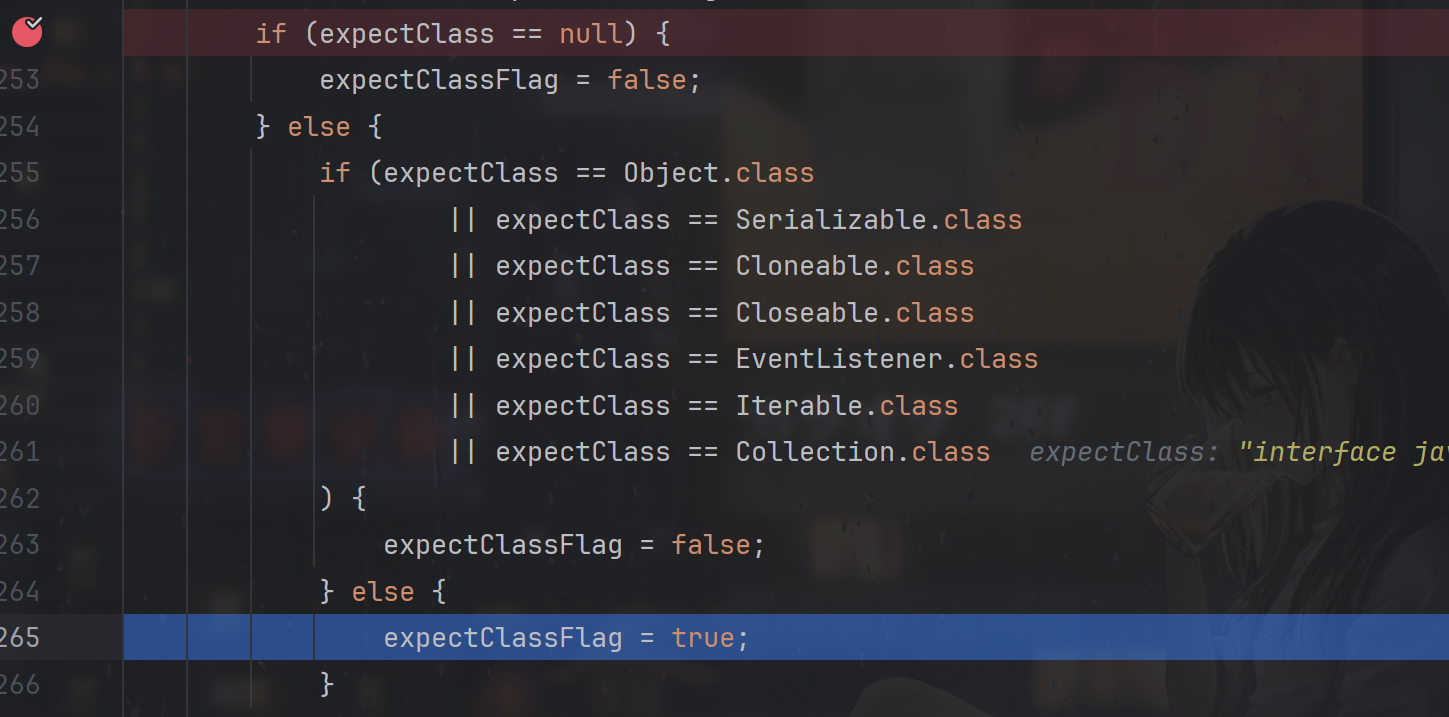 if (expectClass == null) {
253 expectClassFlag = false;
254 } else {
255 if (expectClass == Object.class
256 || expectClass == Serializable.class
257 || expectClass == Cloneable.class
258 || expectClass == Closeable.class
259 || expectClass == EventListener.class
260 || expectClass == Iterable.class
261 || expectClass == Collection.class expectClass: "interface
262 ) {
263 expectClassFlag = false;
264 } else {
265 expectClassFlag = true;
266 }